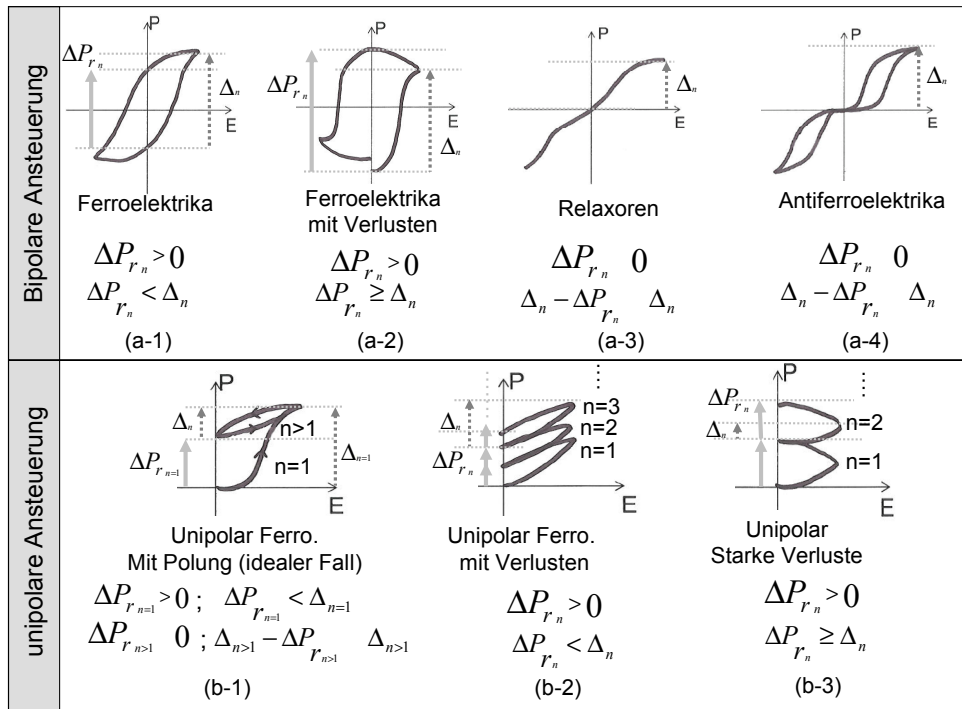 Bipolare Ansteuerung
P
ΔP_{r_n}
Δ_n
E
Ferroelektrika
ΔP_{r_n} > 0
ΔP_{r_n} < Δ_n
(a-1)
P
ΔP_{r_n}
E
Δ_n
Ferroelektrika
mit Verlusten
ΔP_{r_n} > 0
ΔP_{r_n} ≥ Δ_n
(a-2)
P
Δ_n
E
Relaxoren
ΔP_{r_n} 0
Δ_n − ΔP_{r_n} Δ_n
(a-3)
P
Δ_n
E
Antiferroelektrika
ΔP_{r_n} 0
Δ_n − ΔP_{r_n} Δ_n
(a-4)
unipolare Ansteuerung
P
Δ_n
n>1
ΔP_{r_{n=1}}
n=1
Δ_{n=1}
E
Unipolar Ferro.
Mit Polung (idealer Fall)
ΔP_{r_{n=1}} > 0 ; ΔP_{r_{n=1}} < Δ_{n=1}
ΔP_{r_{n>1}} 0 ; Δ_{n>1} − ΔP_{r_{n>1}} Δ_{n>1}
(b-1)
P
Δ_n
n=3
n=2
ΔP_{r_n}
n=1
E
Unipolar Ferro.
mit Verlusten
ΔP_{r_n} > 0
ΔP_{r_n} < Δ_n
(b-2)
P
ΔP_{r_n}
Δ_n
n=2
n=1
E
Unipolar
Starke Verluste
ΔP_{r_n} > 0
ΔP_{r_n} ≥ Δ_n
(b-3)